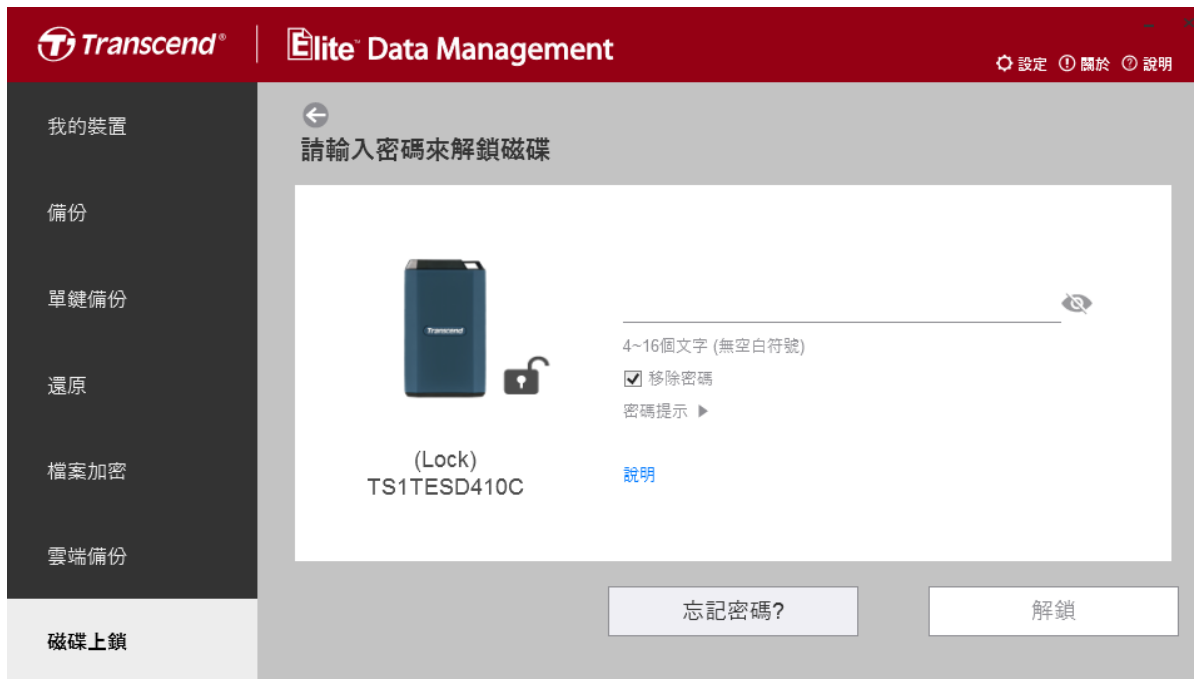 Transcend®
Elite™ Data Management
設定 關於 說明
我的裝置
備份
單鍵備份
還原
檔案加密
雲端備份
磁碟上鎖
請輸入密碼來解鎖磁碟
Transcend
(Lock)
TS1TESD410C
4~16個文字 (無空白符號)
移除密碼
密碼提示
說明
忘記密碼?
解鎖